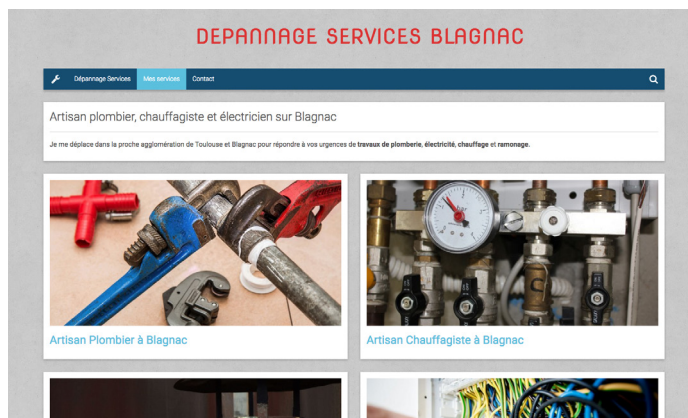 DEPANNAGE SERVICES BLAGNAC
Dépannage Services Mes services Contact
Artisan plombier, chauffagiste et électricien sur Blagnac
Je me déplace dans la proche agglomération de Toulouse et Blagnac pour répondre à vos urgences de travaux de plomberie, électricité, chauffage et ramonage.
bar
Artisan Plombier à Blagnac
Artisan Chauffagiste à Blagnac